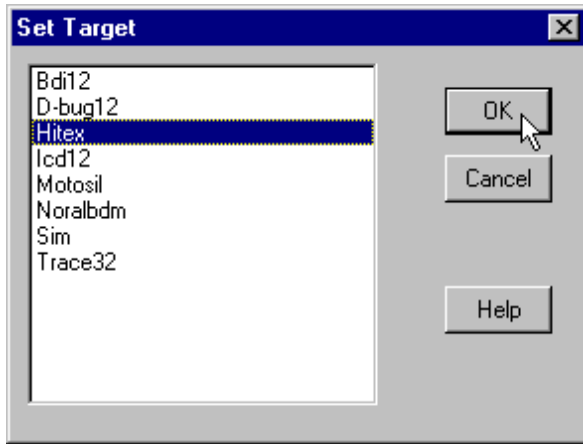 Set Target
Bdi12
D-bug12
Hitex
Icd12
Motosil
Noralbdm
Sim
Trace32
OK
Cancel
Help